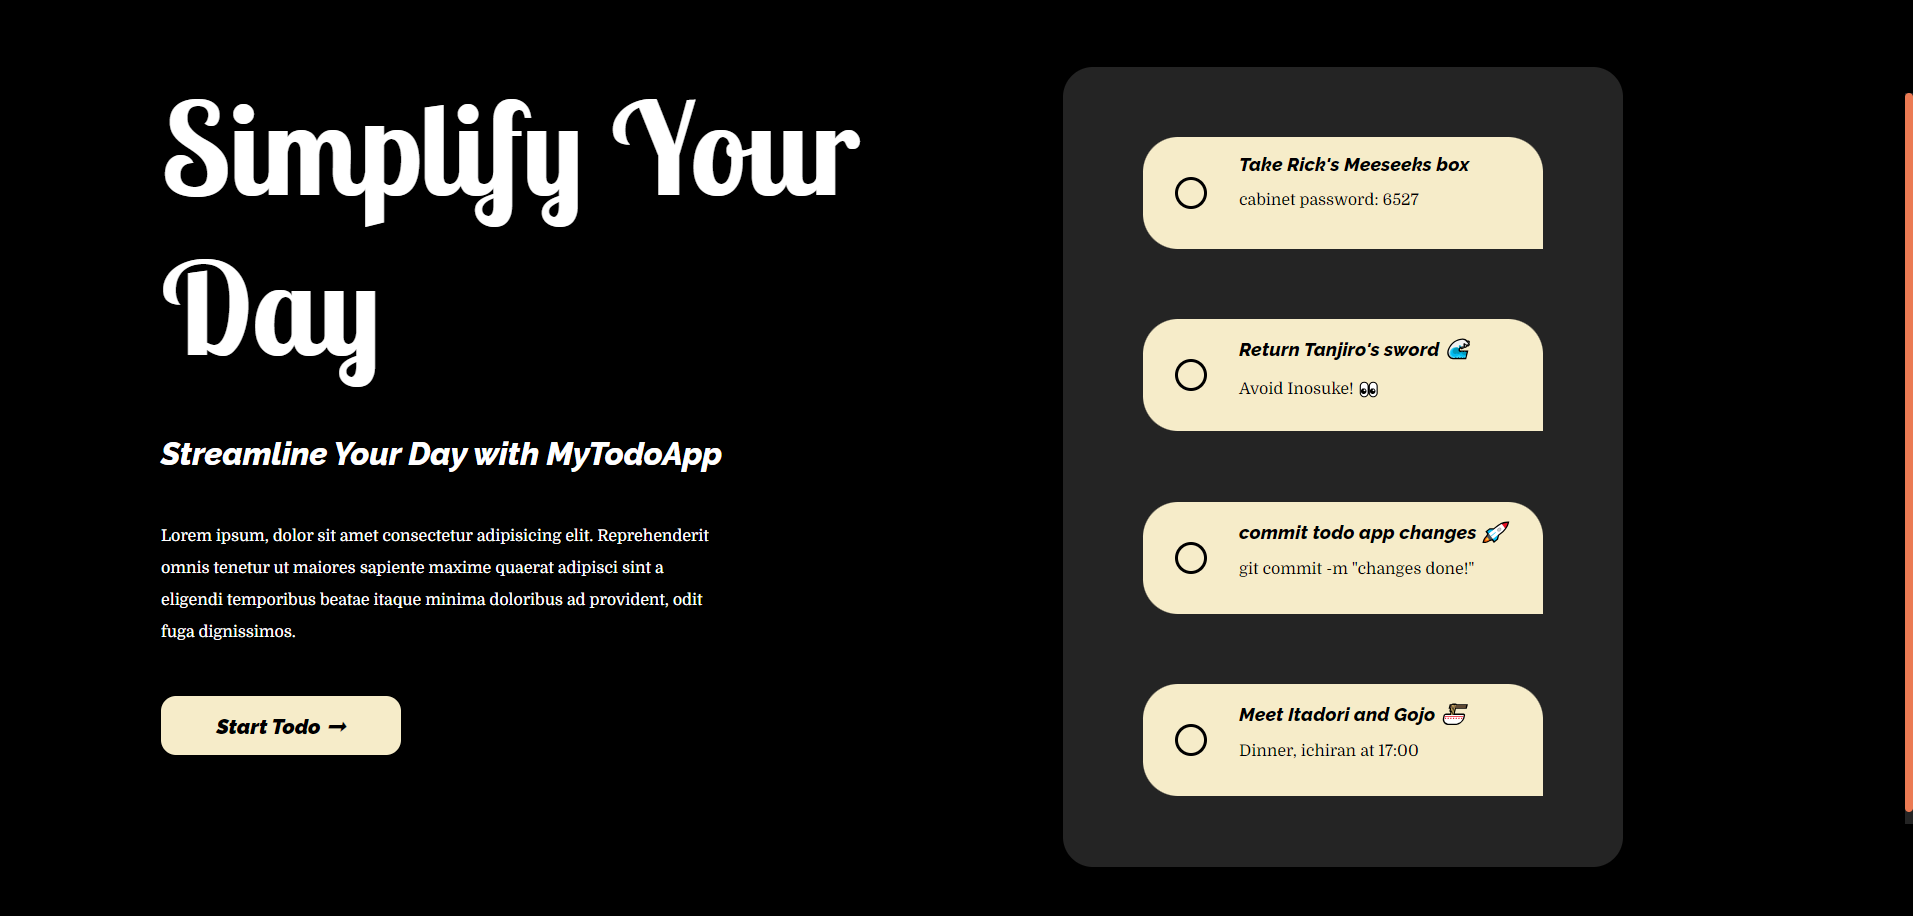 Simplify Your
Day
Streamline Your Day with MyTodoApp
Lorem ipsum, dolor sit amet consectetur adipisicing elit. Reprehenderit
omnis tenetur ut maiores sapiente maxime quaerat adipisci sint a
eligendi temporibus beatae itaque minima doloribus ad provident, odit
fuga dignissimos.
Start Todo ➞
Take Rick's Meeseeks box
cabinet password: 6527
Return Tanjiro's sword 🌊
Avoid Inosuke! 👀
commit todo app changes 🚀
git commit -m "changes done!"
Meet Itadori and Gojo 🍜
Dinner, ichiran at 17:00